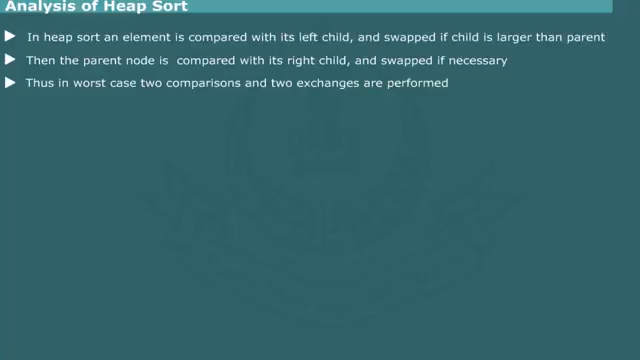 Analysis of Heap Sort
In heap sort an element is compared with its left child, and swapped if child is larger than parent
Then the parent node is compared with its right child, and swapped if necessary
Thus in worst case two comparisons and two exchanges are performed